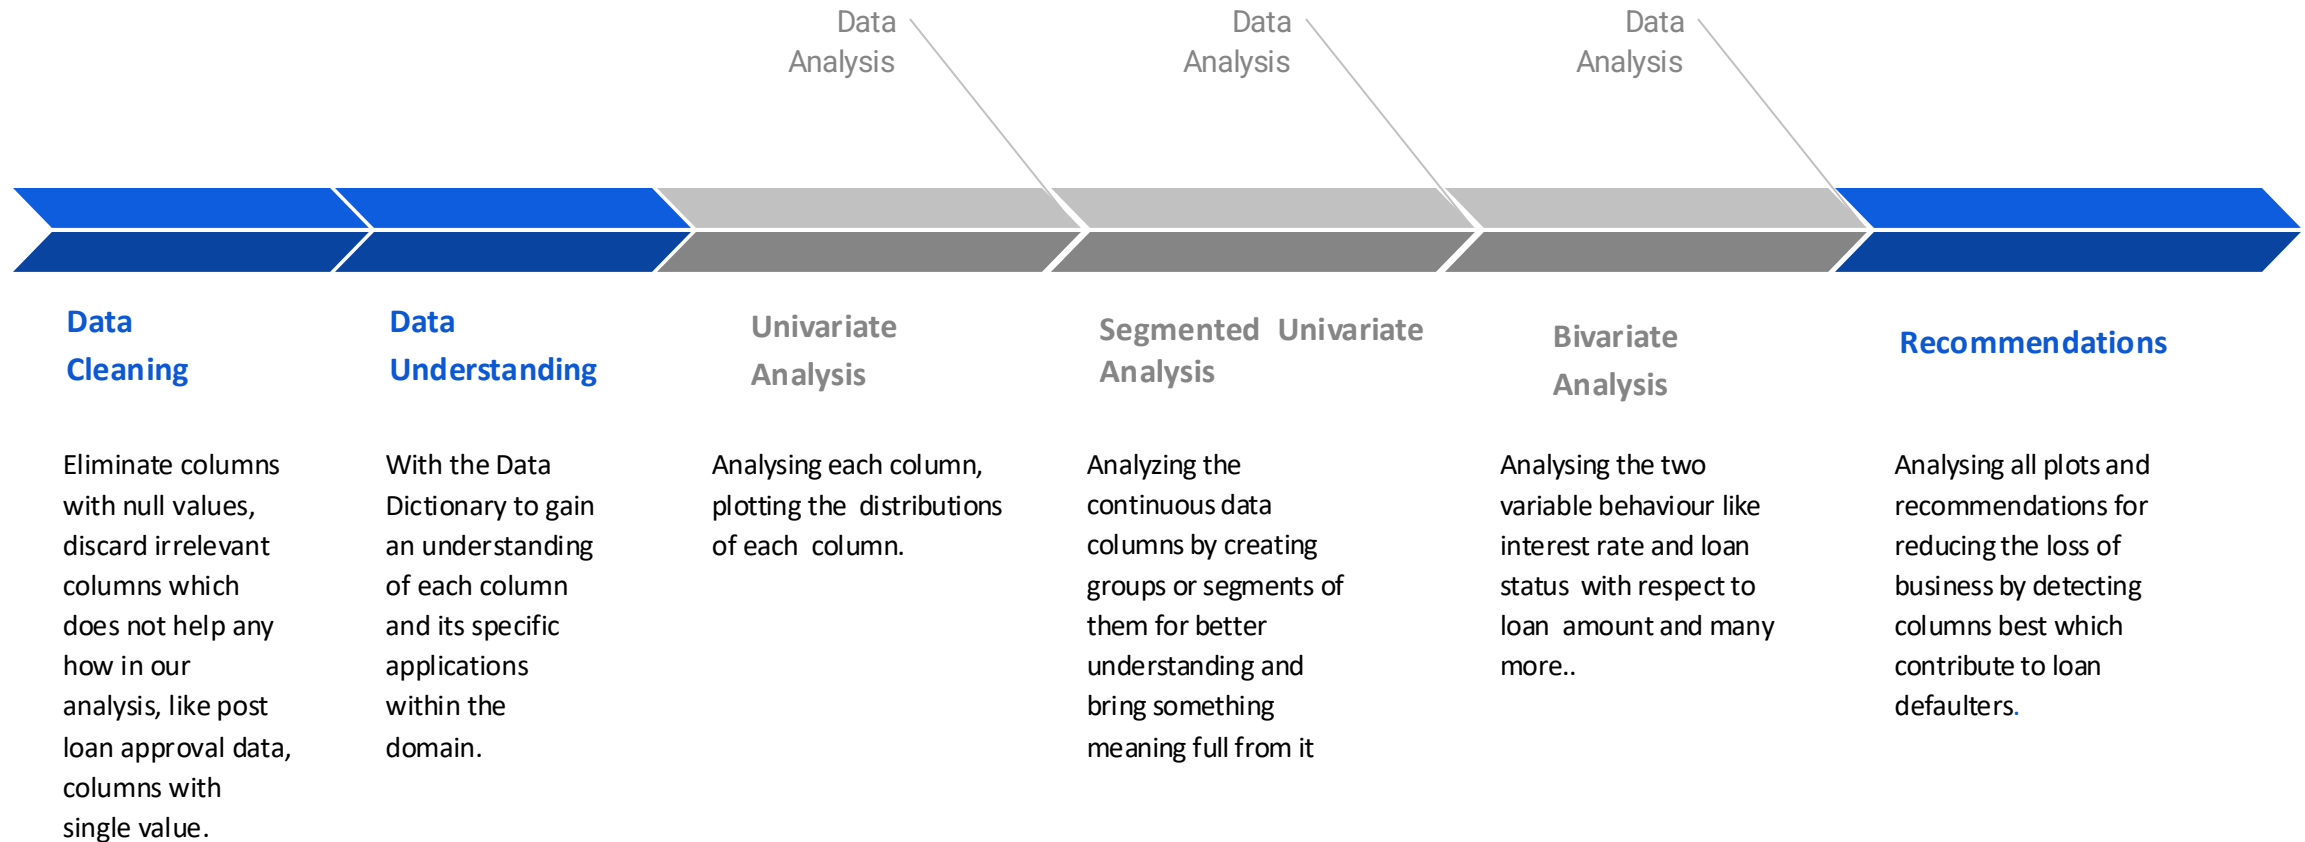 Data
Analysis
Data
Analysis
Data
Analysis
Data
Cleaning
Eliminate columns
with null values,
discard irrelevant
columns which
does not help any
how in our
analysis, like post
loan approval data,
columns with
single value.
Data
Understanding
With the Data
Dictionary to gain
an understanding
of each column
and its specific
applications
within the
domain.
Univariate
Analysis
Analysing each column,
plotting the distributions
of each column.
Segmented Univariate
Analysis
Analyzing the
continuous data
columns by creating
groups or segments of
them for better
understanding and
bring something
meaning full from it
Bivariate
Analysis
Analysing the two
variable behaviour like
interest rate and loan
status with respect to
loan amount and many
more..
Recommendations
Analysing all plots and
recommendations for
reducing the loss of
business by detecting
columns best which
contribute to loan
defaulters.